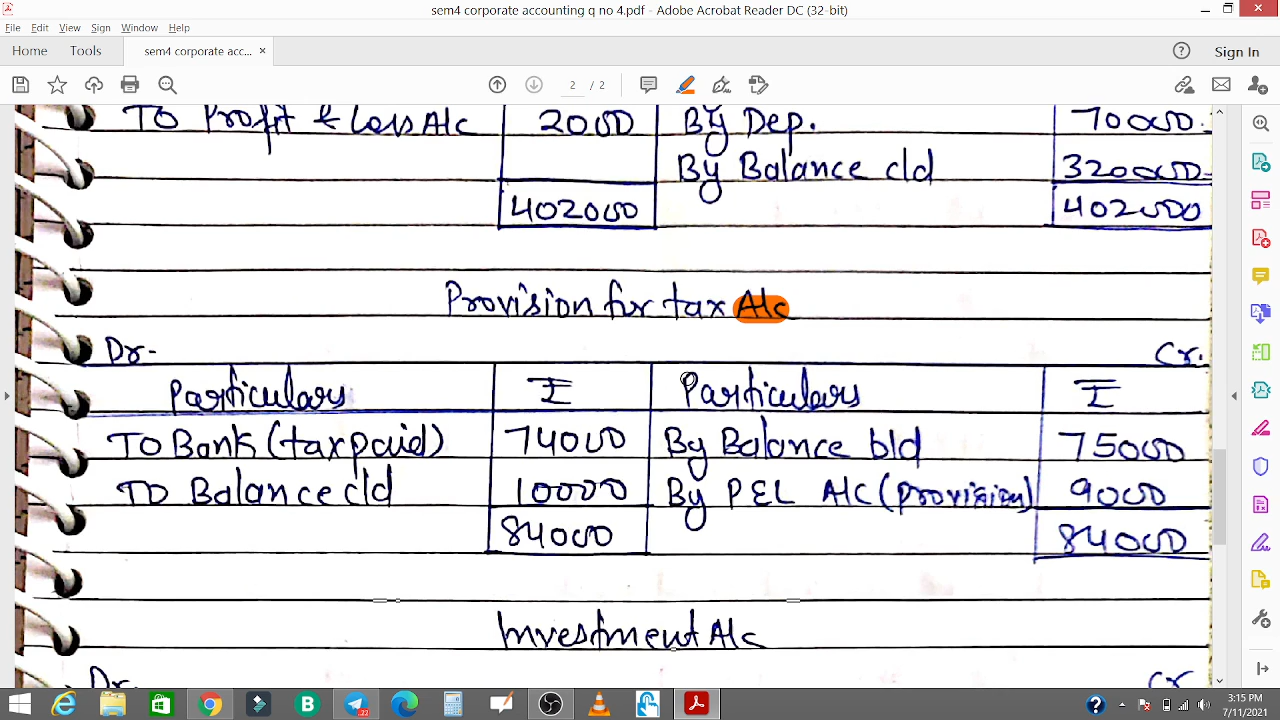 sem4 corporate accounting q no 4.pdf - Adobe Acrobat Reader DC (32-bit)
File Edit View Sign Window Help
Home Tools sem4 corporate acc... × Sign In
2 / 2
To Profit & Loss A/c 2000 By Dep. 70000
By Balance c/d 320000
402000 402000
Provision for tax A/c
Dr. Cr.
Particulars ₹ Particulars ₹
To Bank (tax paid) 74000 By Balance b/d 75000
To Balance c/d 10000 By P&L A/c (provision) 9000
84000 84000
Investment A/c
Dr. Cr
3:15 PM
7/11/2021